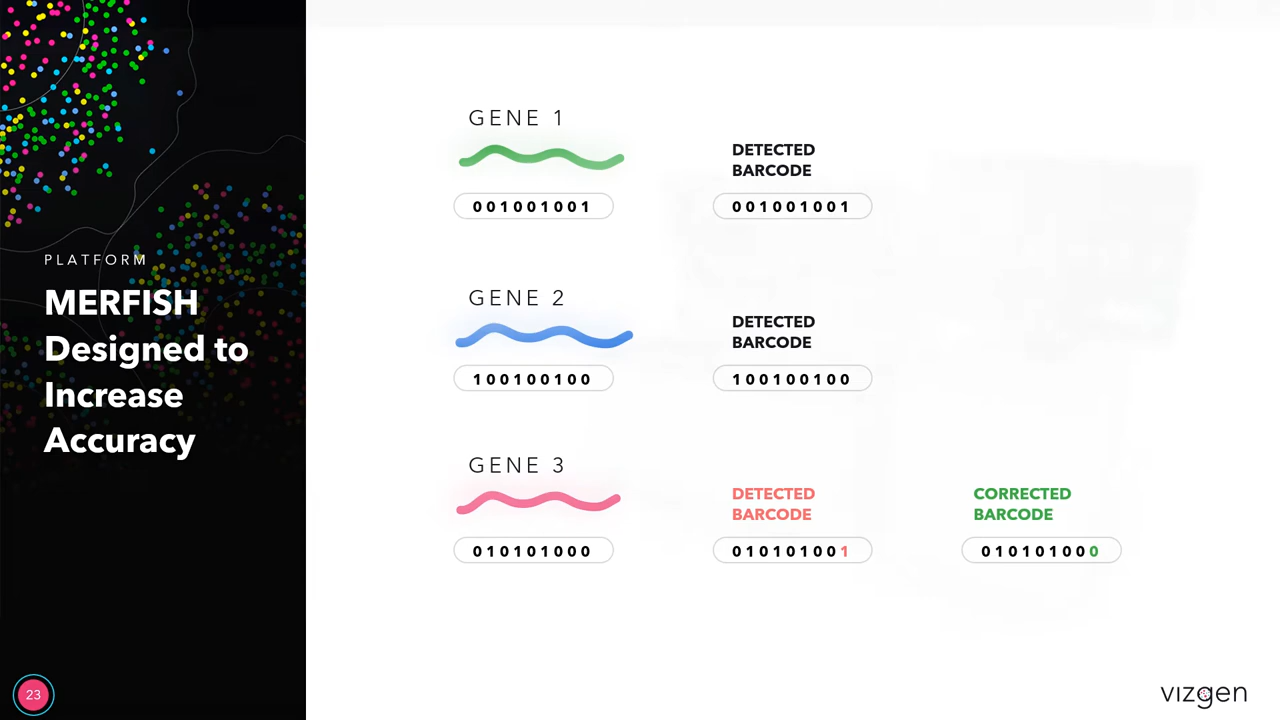 PLATFORM
MERFISH
Designed to
Increase
Accuracy
23
GENE 1
001001001
DETECTED
BARCODE
001001001
GENE 2
100100100
DETECTED
BARCODE
100100100
GENE 3
010101000
DETECTED
BARCODE
010101001
CORRECTED
BARCODE
010101000
vizgen